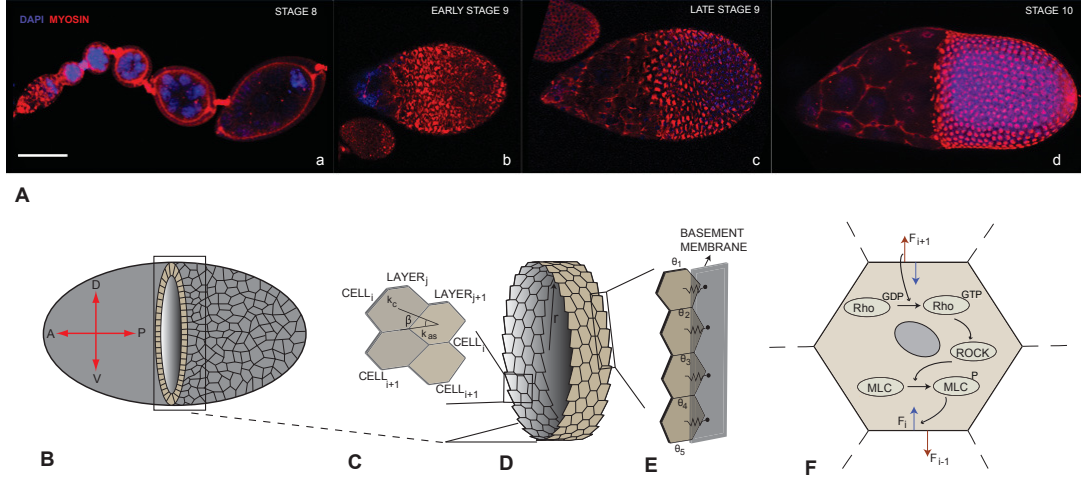 DAPI MYOSIN
STAGE 8
EARLY STAGE 9
LATE STAGE 9
STAGE 10
a
b
c
d
A
D
A
P
V
B
LAYERj
CELLi
LAYERj+1
kc
β
kas
CELLi
CELLi+1
CELLi+1
C
r
D
BASEMENT
MEMBRANE
θ1
θ2
θ3
θ4
θ5
E
Fi+1
GDP
GTP
Rho
Rho
ROCK
P
MLC
MLC
Fi
Fi-1
F